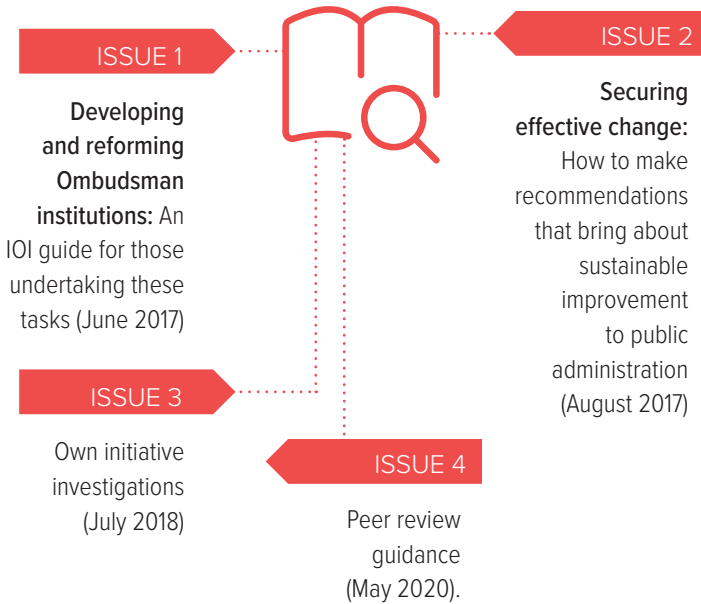 ISSUE 1
Developing
and reforming
Ombudsman
institutions: An
IOI guide for those
undertaking these
tasks (June 2017)
ISSUE 2
Securing
effective change:
How to make
recommendations
that bring about
sustainable
improvement
to public
administration
(August 2017)
ISSUE 3
Own initiative
investigations
(July 2018)
ISSUE 4
Peer review
guidance
(May 2020).